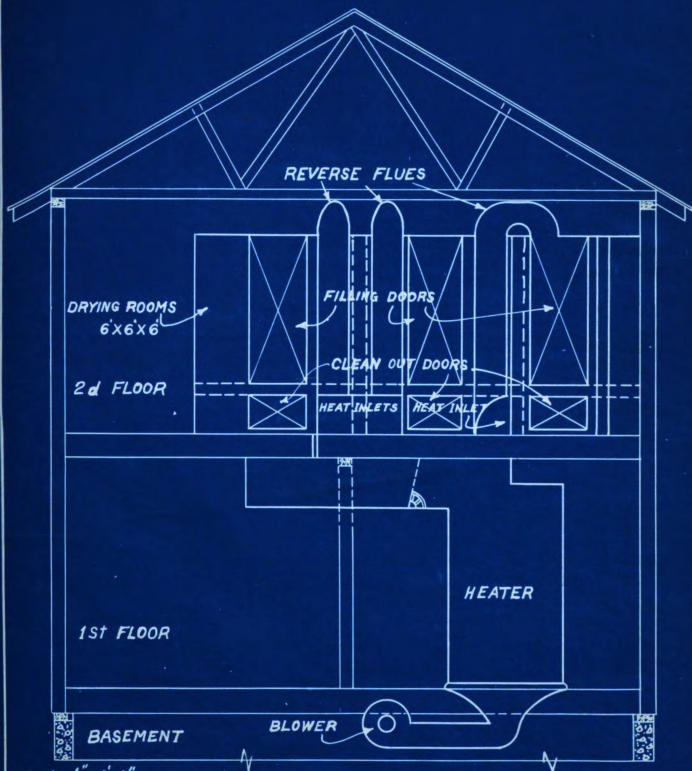 REVERSE FLUES
DRYING ROOMS
6'X6'X6'
FILLING DOORS
CLEAN OUT DOORS
2d FLOOR
HEAT INLETS
HEAT INLET
HEATER
1St FLOOR
BLOWER
BASEMENT